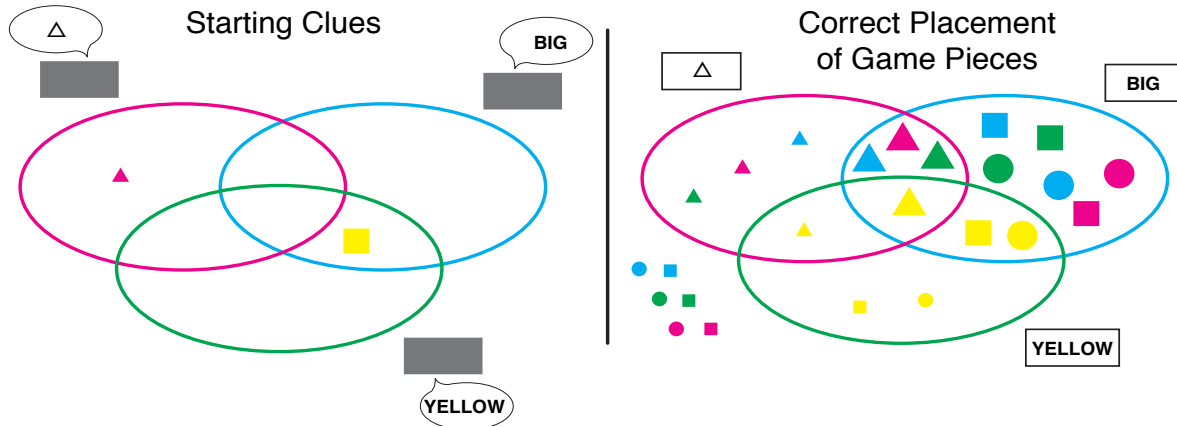 Starting Clues
BIG
YELLOW
Correct Placement
of Game Pieces
BIG
YELLOW